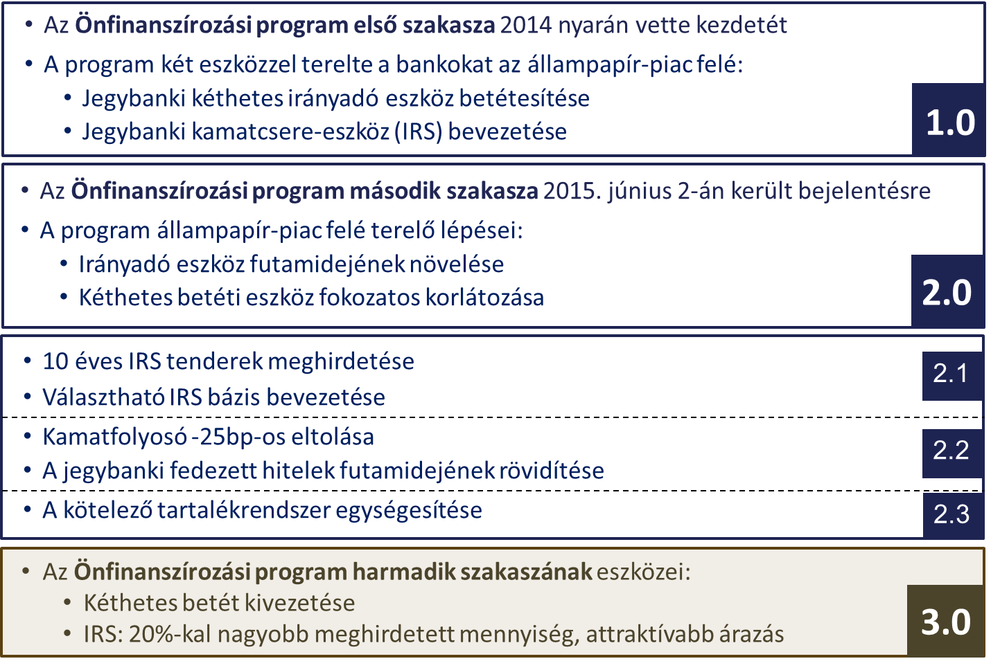 • Az Önfinanszírozási program első szakasza 2014 nyarán vette kezdetét
• A program két eszközzel terelte a bankokat az állampapír-piac felé:
• Jegybanki kéthetes irányadó eszköz betétesítése
• Jegybanki kamatcsere-eszköz (IRS) bevezetése
1.0
• Az Önfinanszírozási program második szakasza 2015. június 2-án került bejelentésre
• A program állampapír-piac felé terelő lépései:
• Irányadó eszköz futamidejének növelése
• Kéthetes betéti eszköz fokozatos korlátozása
2.0
• 10 éves IRS tenderek meghirdetése
• Választható IRS bázis bevezetése
2.1
• Kamatfolyosó -25bp-os eltolása
• A jegybanki fedezett hitelek futamidejének rövidítése
2.2
• A kötelező tartalékrendszer egységesítése
2.3
• Az Önfinanszírozási program harmadik szakaszának eszközei:
• Kéthetes betét kivezetése
• IRS: 20%-kal nagyobb meghirdetett mennyiség, attraktívabb árazás
3.0